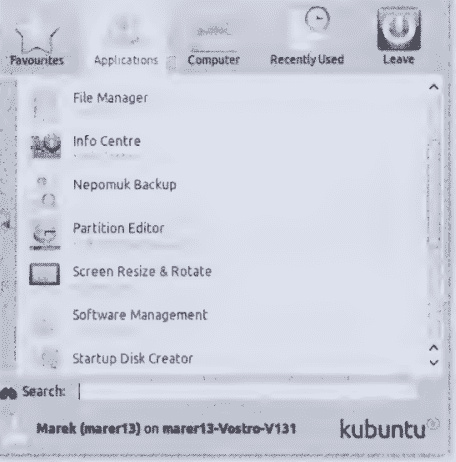 Favourites
Applications
Computer
Recently Used
Leave
File Manager
Info Centre
Nepomuk Backup
Partition Editor
Screen Resize & Rotate
Software Management
Startup Disk Creator
Search:
Marek (marer13) on marer13-Vostro-V131
kubuntu